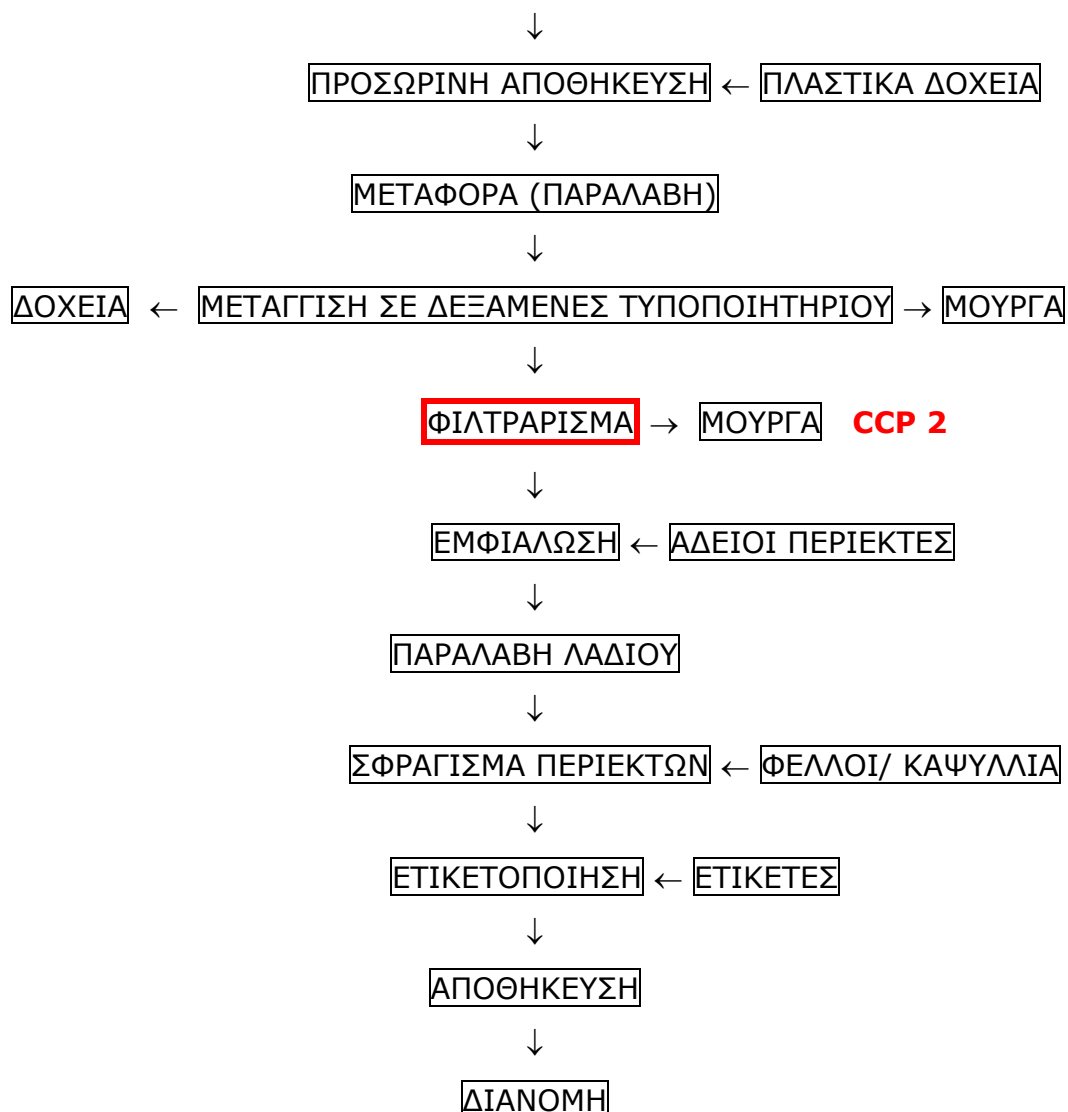 ↓
ΠΡΟΣΩΡΙΝΗ ΑΠΟΘΗΚΕΥΣΗ ← ΠΛΑΣΤΙΚΑ ΔΟΧΕΙΑ
↓
ΜΕΤΑΦΟΡΑ (ΠΑΡΑΛΑΒΗ)
↓
ΔΟΧΕΙΑ ← ΜΕΤΑΓΓΙΣΗ ΣΕ ΔΕΞΑΜΕΝΕΣ ΤΥΠΟΠΟΙΗΤΗΡΙΟΥ → ΜΟΥΡΓΑ
↓
ΦΙΛΤΡΑΡΙΣΜΑ → ΜΟΥΡΓΑ CCP 2
↓
ΕΜΦΙΑΛΩΣΗ ← ΑΔΕΙΟΙ ΠΕΡΙΕΚΤΕΣ
↓
ΠΑΡΑΛΑΒΗ ΛΑΔΙΟΥ
↓
ΣΦΡΑΓΙΣΜΑ ΠΕΡΙΕΚΤΩΝ ← ΦΕΛΛΟΙ/ ΚΑΨΥΛΛΙΑ
↓
ΕΤΙΚΕΤΟΠΟΙΗΣΗ ← ΕΤΙΚΕΤΕΣ
↓
ΑΠΟΘΗΚΕΥΣΗ
↓
ΔΙΑΝΟΜΗ